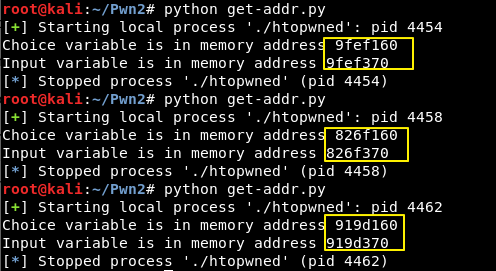 root@kali:~/Pwn2# python get-addr.py
[+] Starting local process './htopwned': pid 4454
Choice variable is in memory address 9fef160
Input variable is in memory address 9fef370
[*] Stopped process './htopwned' (pid 4454)
root@kali:~/Pwn2# python get-addr.py
[+] Starting local process './htopwned': pid 4458
Choice variable is in memory address 826f160
Input variable is in memory address 826f370
[*] Stopped process './htopwned' (pid 4458)
root@kali:~/Pwn2# python get-addr.py
[+] Starting local process './htopwned': pid 4462
Choice variable is in memory address 919d160
Input variable is in memory address 919d370
[*] Stopped process './htopwned' (pid 4462)